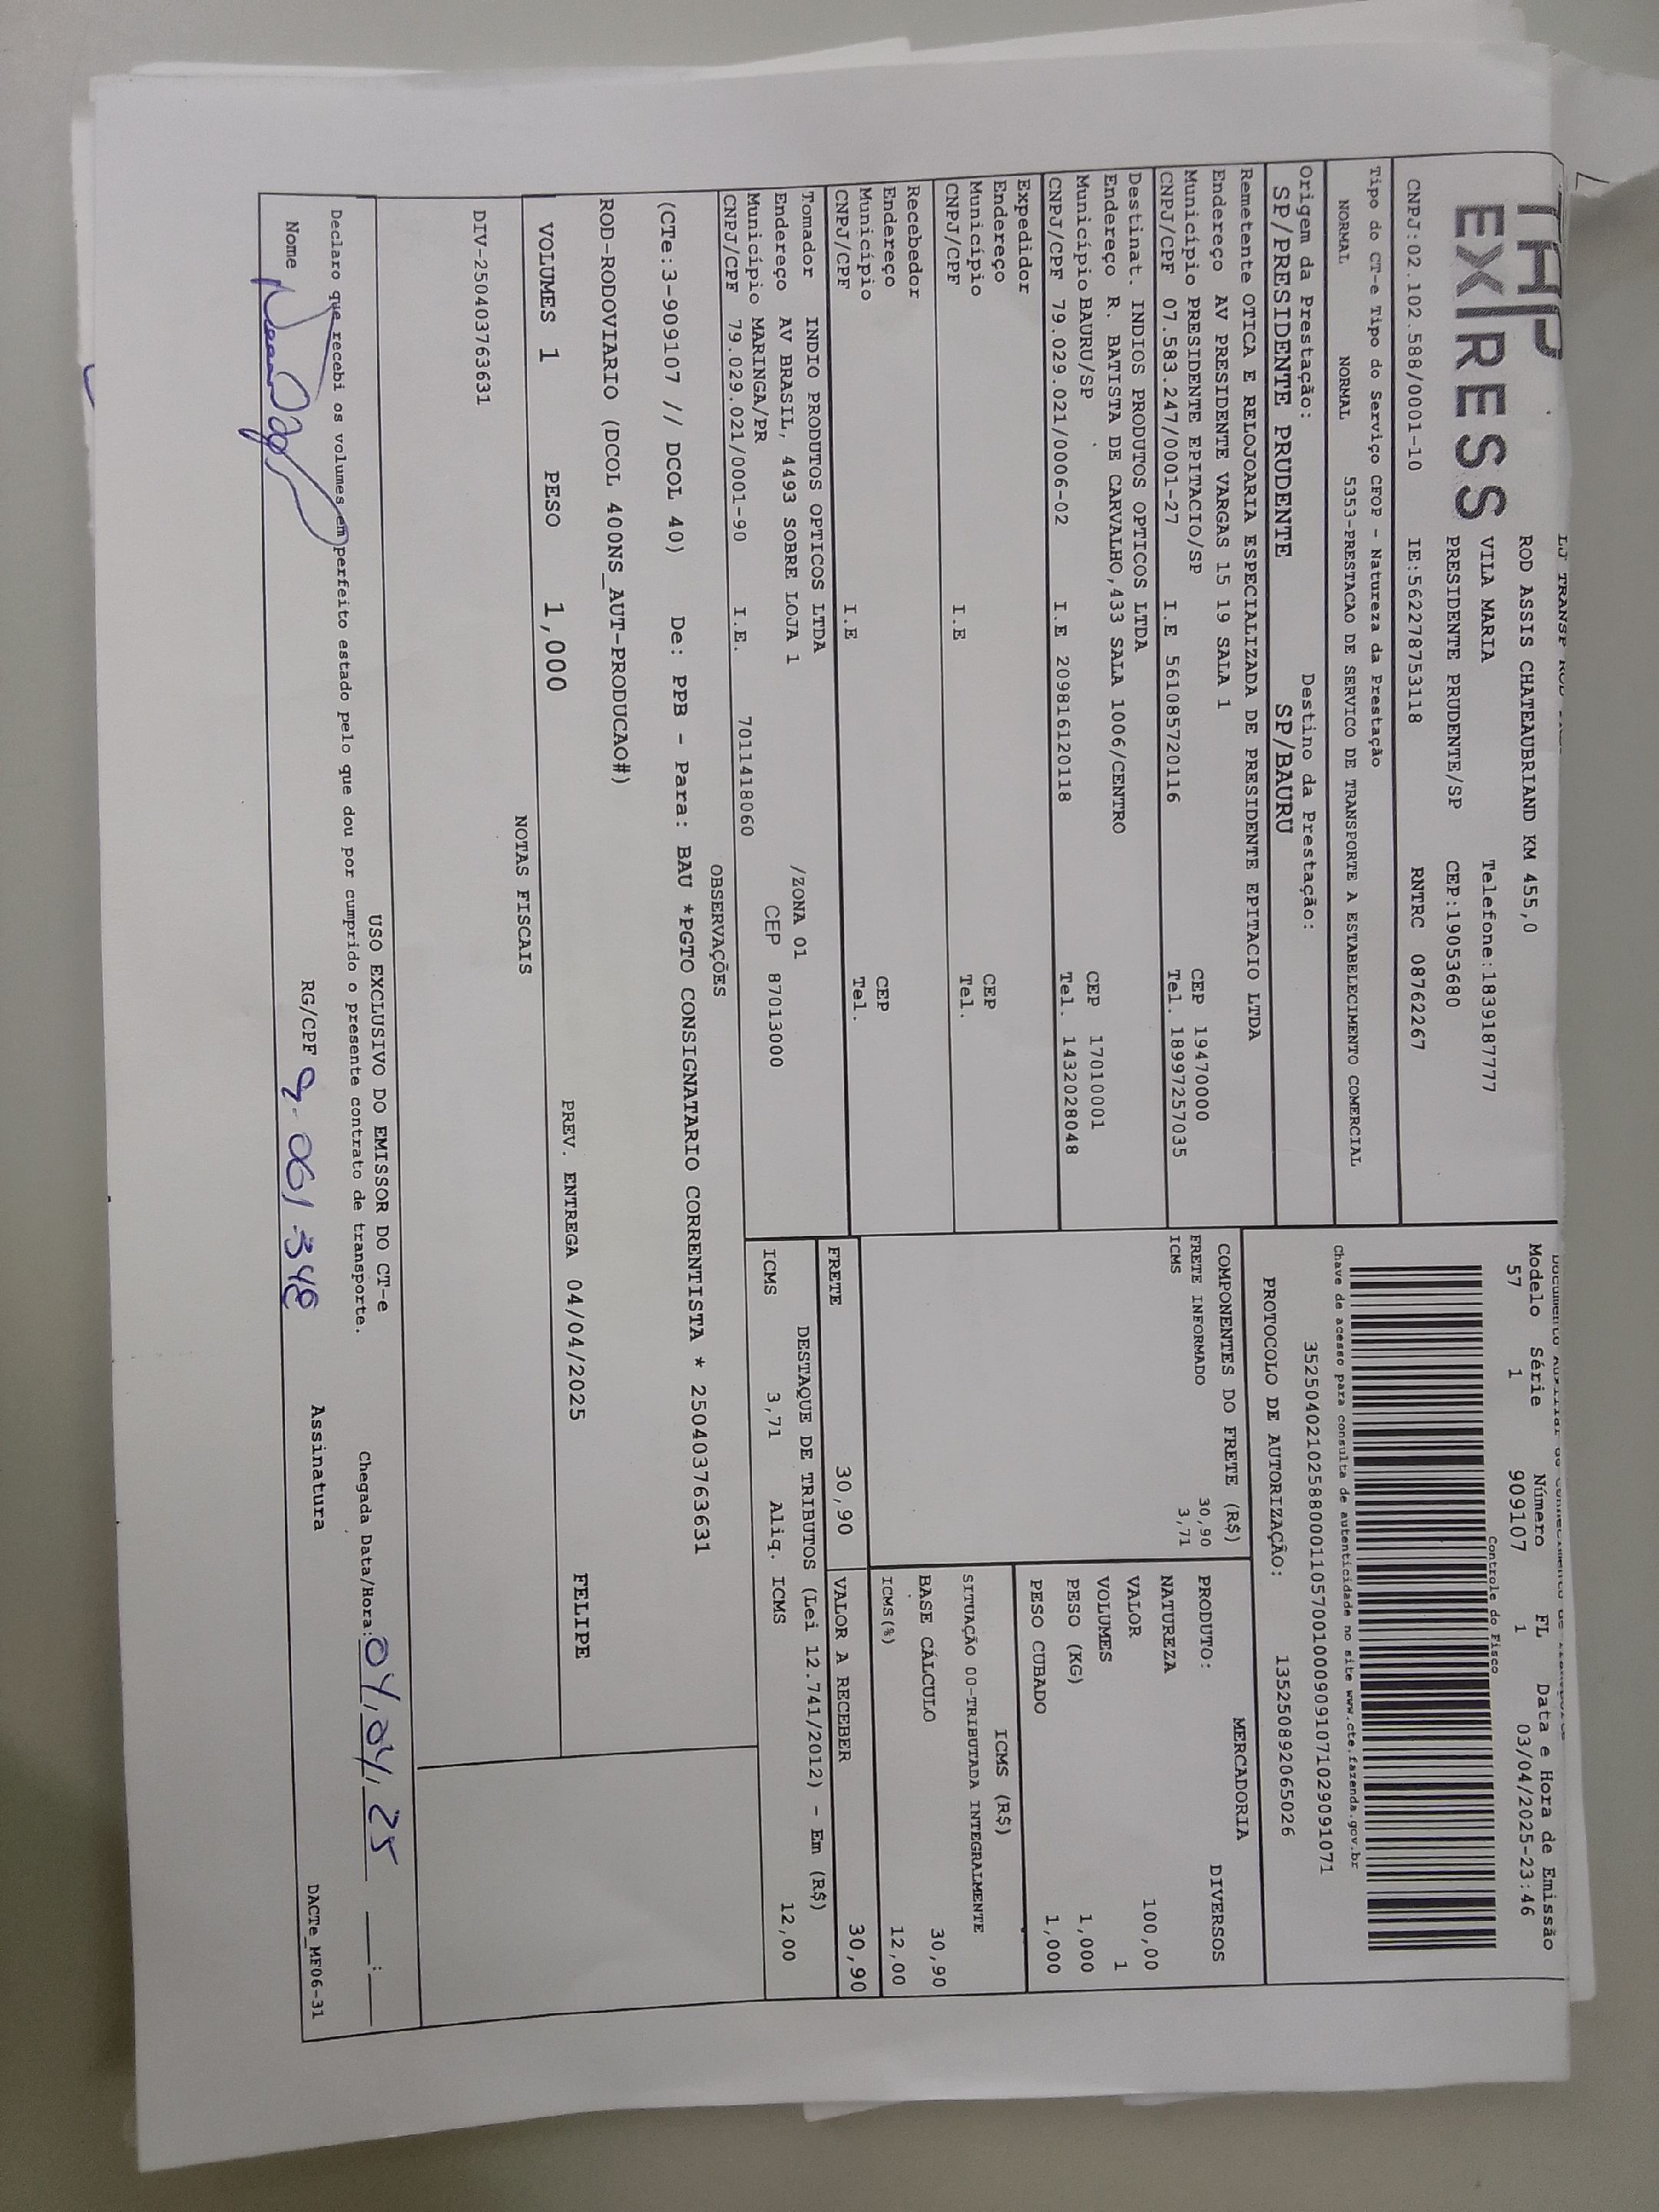 EXPRESS
ROD ASSIS CHATEAUBRIAND KM 455,0
VILA MARIA Telefone:1839187777
PRESIDENTE PRUDENTE/SP CEP:19053680
CNPJ:02.102.588/0001-10 IE:562278753118 RNTRC 08762267
Modelo Série Número FL Data e Hora de Emissão
57 1 909107 1 03/04/2025-23:46
Controle do Fisco
Chave de acesso para consulta de autenticidade no site www.cte.fazenda.gov.br
35250402102588000110570010009091071029091071
PROTOCOLO DE AUTORIZAÇÃO: 135250892065026
Tipo do CT-e Tipo do Serviço CFOP - Natureza da Prestação
NORMAL NORMAL 5353-PRESTACAO DE SERVICO DE TRANSPORTE A ESTABELECIMENTO COMERCIAL
Origem da Prestação: Destino da Prestação:
SP/PRESIDENTE PRUDENTE SP/BAURU
Remetente OTICA E RELOJOARIA ESPECIALIZADA DE PRESIDENTE EPITACIO LTDA
Endereço AV PRESIDENTE VARGAS 15 19 SALA 1
Município PRESIDENTE EPITACIO/SP CEP 19470000
CNPJ/CPF 07.583.247/0001-27 I.E 561085720116 Tel. 18997257035
Destinat. INDIOS PRODUTOS OPTICOS LTDA
Endereço R. BATISTA DE CARVALHO,433 SALA 1006/CENTRO
Município BAURU/SP CEP 17010001
CNPJ/CPF 79.029.021/0006-02 I.E 209816120118 Tel. 1432028048
Expedidor
Endereço
Município CEP
CNPJ/CPF I.E Tel.
Recebedor
Endereço
Município CEP
CNPJ/CPF I.E Tel.
Tomador INDIO PRODUTOS OPTICOS LTDA
Endereço AV BRASIL, 4493 SOBRE LOJA 1 /ZONA 01
Município MARINGA/PR CEP 87013000
CNPJ/CPF 79.029.021/0001-90 I.E. 7011418060
COMPONENTES DO FRETE (R$)
FRETE INFORMADO 30,90
ICMS 3,71
MERCADORIA
PRODUTO: DIVERSOS
NATUREZA
VALOR 100,00
VOLUMES 1
PESO (KG) 1,000
PESO CUBADO 1,000
ICMS (R$)
SITUAÇÃO 00-TRIBUTADA INTEGRALMENTE
BASE CÁLCULO 30,90
ICMS(%) 12,00
FRETE 30,90 VALOR A RECEBER 30,90
DESTAQUE DE TRIBUTOS (Lei 12.741/2012) - Em (R$)
ICMS 3,71 Aliq. ICMS 12,00
OBSERVAÇÕES
(CTe:3-909107 // DCOL 40) De: PPB - Para: BAU *PGTO CONSIGNATARIO CORRENTISTA * 250403763631
ROD-RODOVIARIO (DCOL 400NS_AUT-PRODUCAO#)
VOLUMES 1 PESO 1,000 PREV. ENTREGA 04/04/2025 FELIPE
NOTAS FISCAIS
DIV-250403763631
USO EXCLUSIVO DO EMISSOR DO CT-e
Declaro que recebi os volumes em perfeito estado pelo que dou por cumprido o presente contrato de transporte.
Chegada Data/Hora: 04/04/25 __:__
Nome RG/CPF 9.061-348 Assinatura
DACTe_MF06-31